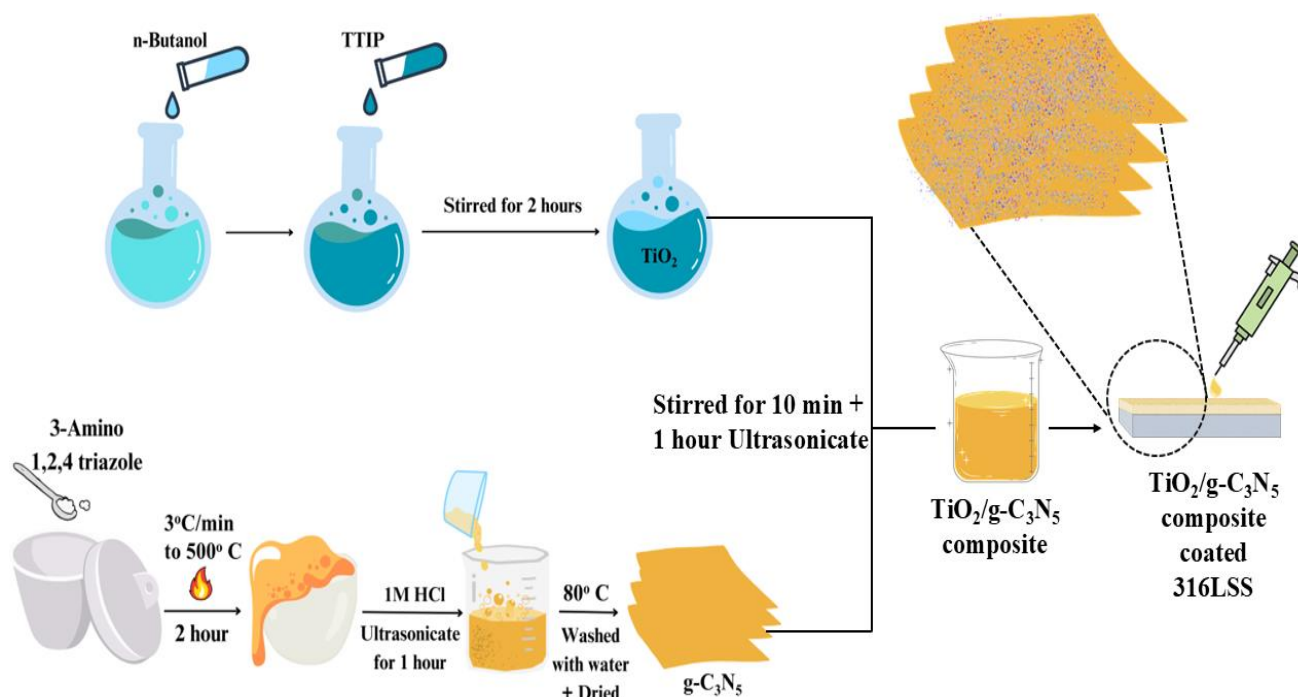 n-Butanol
TTIP
Stirred for 2 hours
TiO₂
3-Amino
1,2,4 triazole
3°C/min
to 500° C
2 hour
1M HCl
Ultrasonicate
for 1 hour
80° C
Washed
with water
+ Dried
g-C₃N₅
Stirred for 10 min +
1 hour Ultrasonicate
TiO₂/g-C₃N₅
composite
TiO₂/g-C₃N₅
composite
coated
316LSS